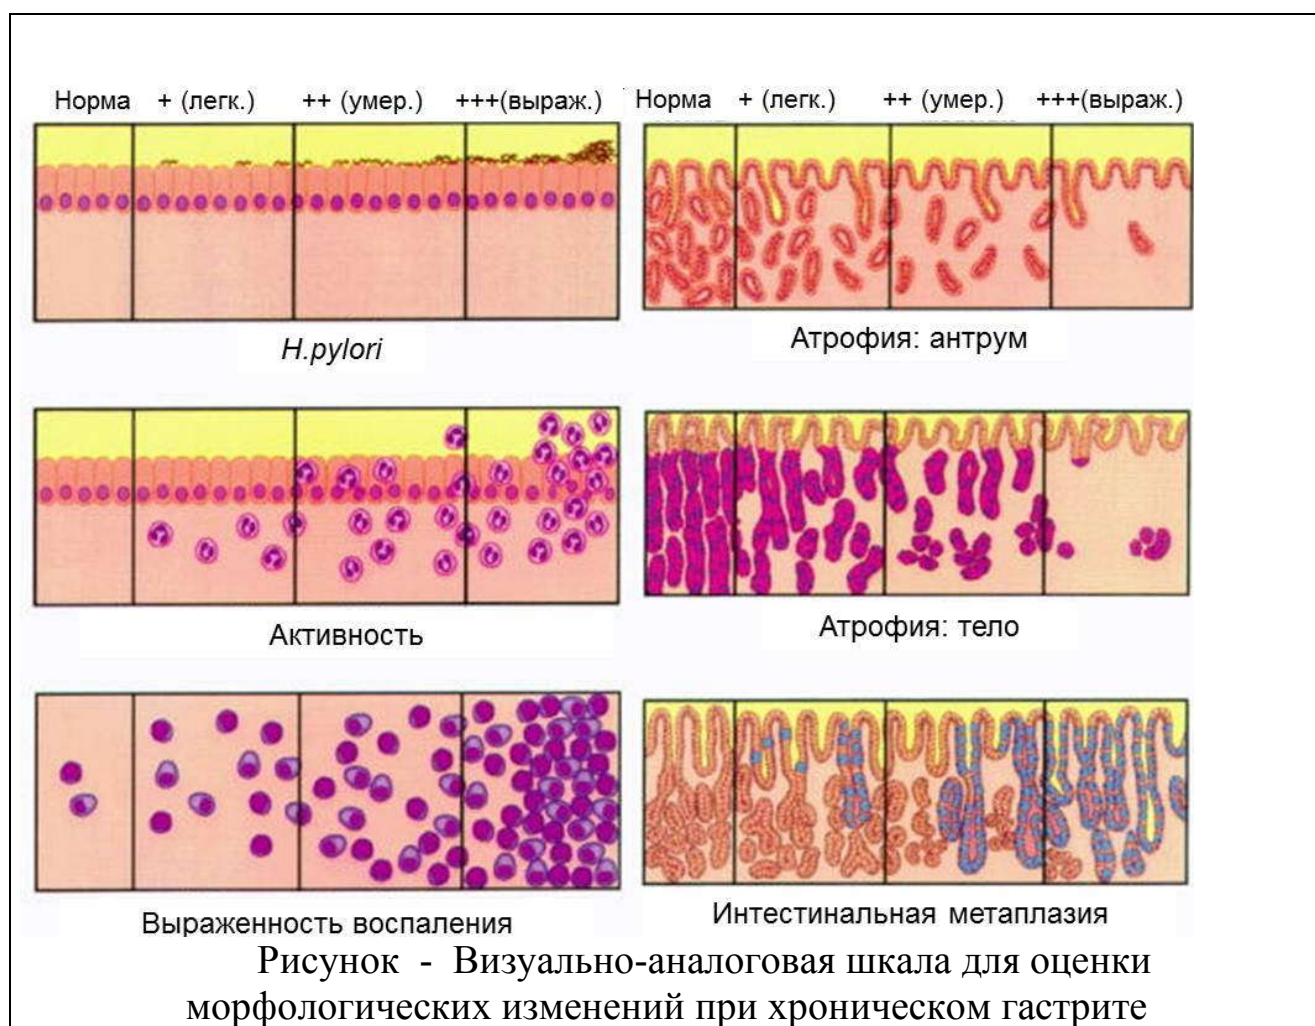 Норма + (легк.) ++ (умер.) +++(выраж.)
Норма + (легк.) ++ (умер.) +++(выраж.)
H.pylori
Атрофия: антрум
Активность
Атрофия: тело
Выраженность воспаления
Интестинальная метаплазия
Рисунок - Визуально-аналоговая шкала для оценки
морфологических изменений при хроническом гастрите